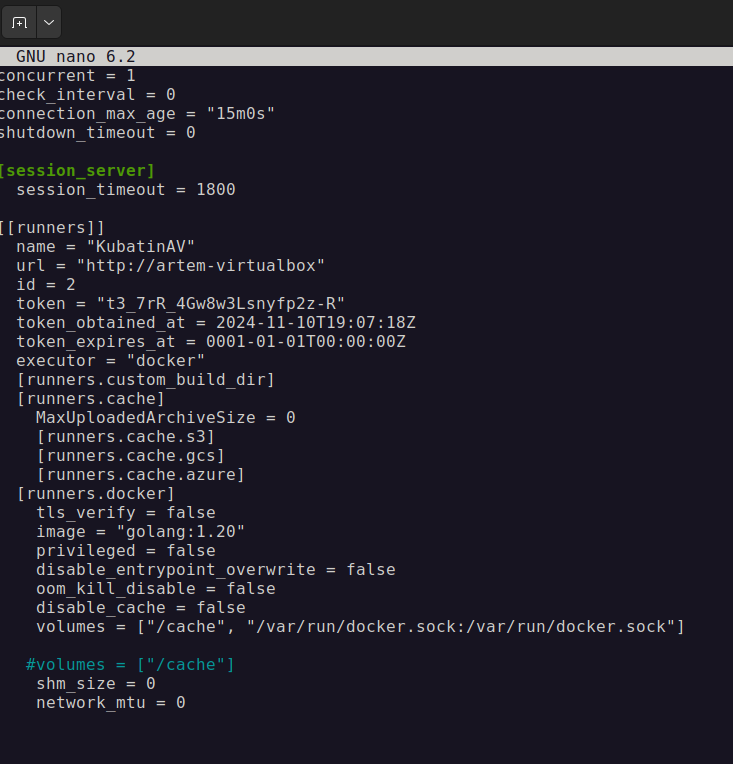 GNU nano 6.2
concurrent = 1
check_interval = 0
connection_max_age = "15m0s"
shutdown_timeout = 0
[session_server]
session_timeout = 1800
[[runners]]
name = "KubatinAV"
url = "http://artem-virtualbox"
id = 2
token = "t3_7rR_4Gw8w3Lsnyfp2z-R"
token_obtained_at = 2024-11-10T19:07:18Z
token_expires_at = 0001-01-01T00:00:00Z
executor = "docker"
[runners.custom_build_dir]
[runners.cache]
MaxUploadedArchiveSize = 0
[runners.cache.s3]
[runners.cache.gcs]
[runners.cache.azure]
[runners.docker]
tls_verify = false
image = "golang:1.20"
privileged = false
disable_entrypoint_overwrite = false
oom_kill_disable = false
disable_cache = false
volumes = ["/cache", "/var/run/docker.sock:/var/run/docker.sock"]
#volumes = ["/cache"]
shm_size = 0
network_mtu = 0